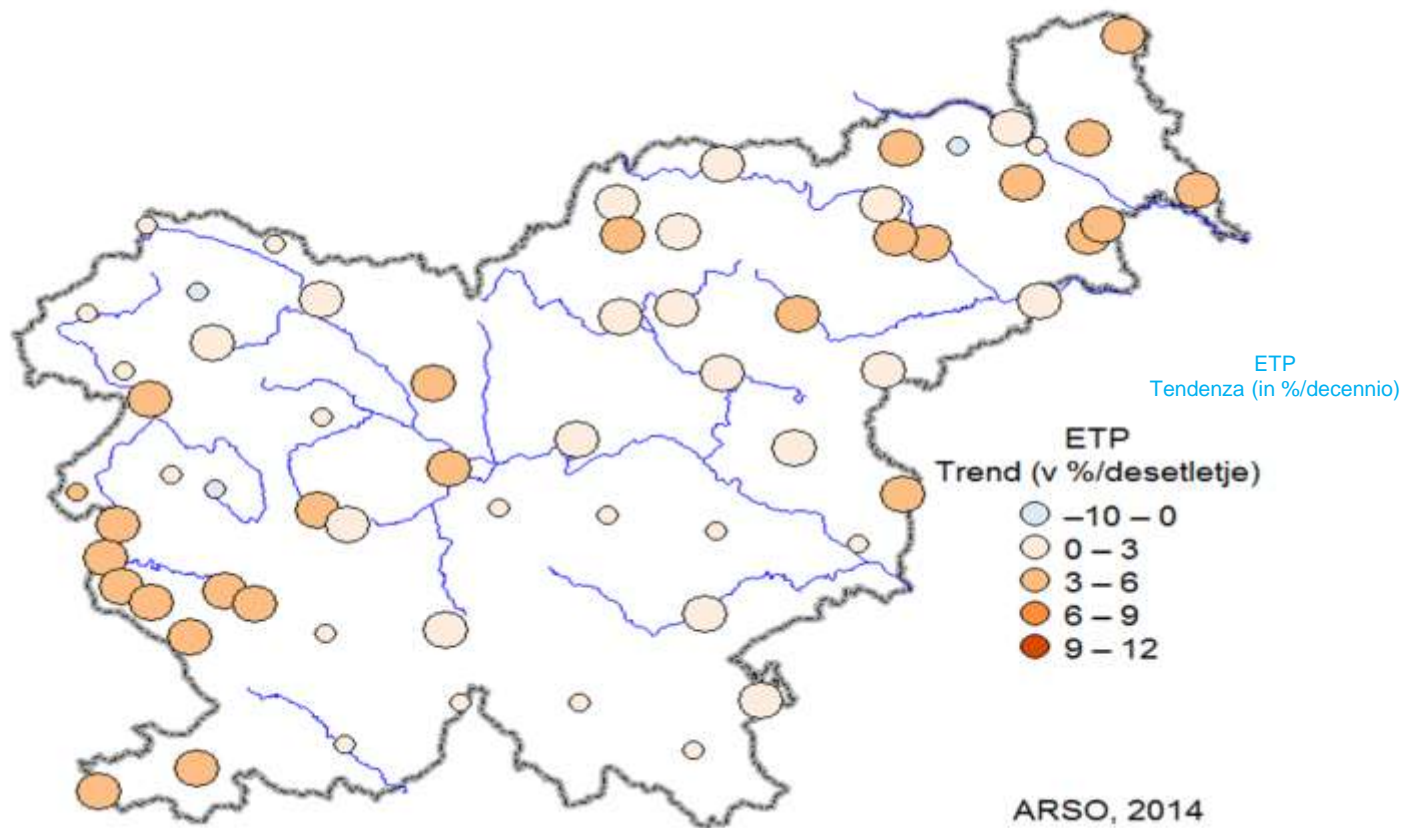 ETP
Tendenza (in %/decennio)
ETP
Trend (v %/desetletje)
–10 – 0
0 – 3
3 – 6
6 – 9
9 – 12
ARSO, 2014